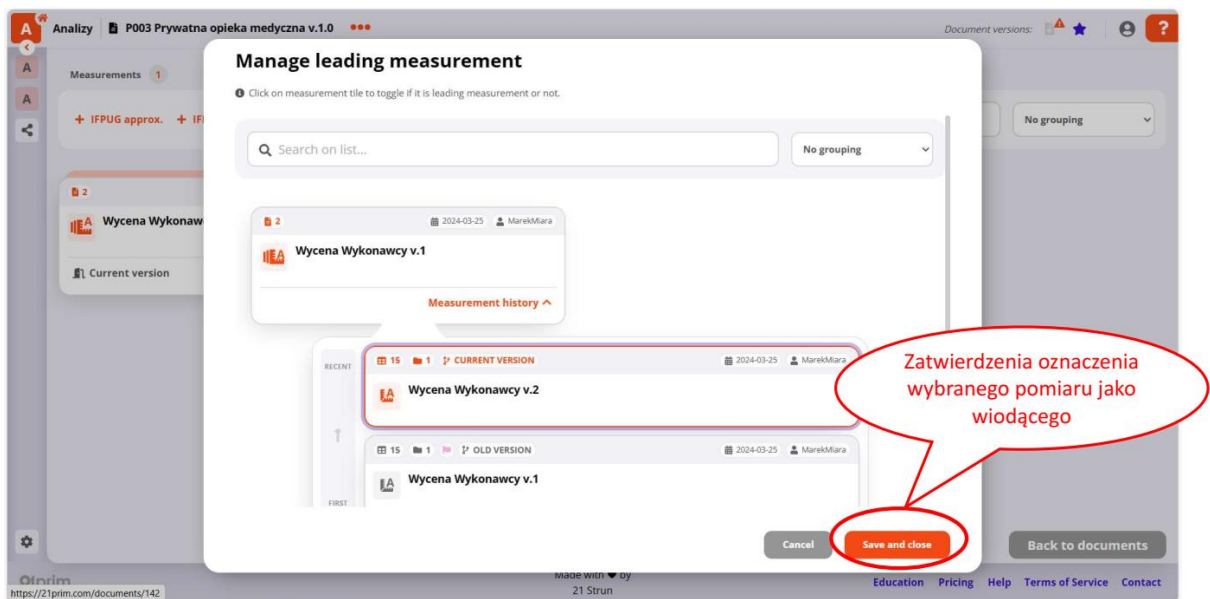 A
Analizy
P003 Prywatna opieka medyczna v.1.0
Document versions:
?
A
A
Measurements 1
+ IFPUG approx. + IF
No grouping
2
Wycena Wykonaw
Current version
Manage leading measurement
Click on measurement tile to toggle if it is leading measurement or not.
Search on list...
No grouping
2
2024-03-25
MarekMiara
Wycena Wykonawcy v.1
Measurement history
RECENT
FIRST
15 1 CURRENT VERSION
2024-03-25
MarekMiara
Wycena Wykonawcy v.2
15 1 OLD VERSION
2024-03-25
MarekMiara
Wycena Wykonawcy v.1
Zatwierdzenia oznaczenia
wybranego pomiaru jako
wiodącego
Cancel
Save and close
Back to documents
Made with ♥ by
21 Strun
Education Pricing Help Terms of Service Contact
https://21prim.com/documents/142